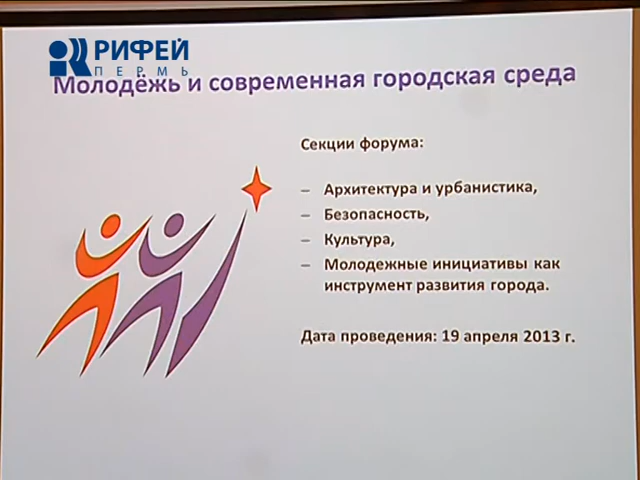 РИФЕЙ
ПЕРМЬ
Молодёжь и современная городская среда
Секции форума:
– Архитектура и урбанистика,
– Безопасность,
– Культура,
– Молодежные инициативы как
инструмент развития города.
Дата проведения: 19 апреля 2013 г.